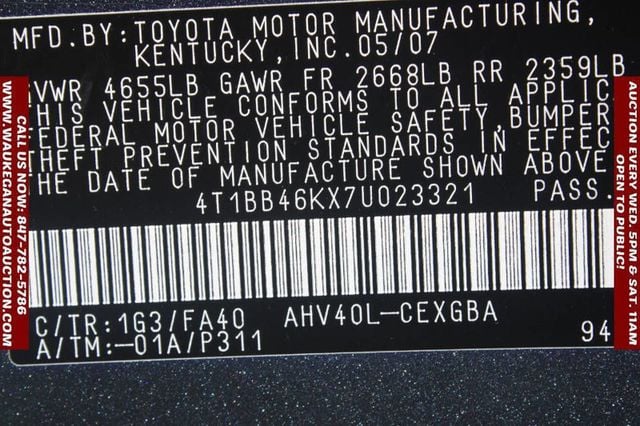 MFD. BY: TOYOTA MOTOR MANUFACTURING,
KENTUCKY, INC. 05/07
GVWR 4655LB GAWR FR 2668LB RR 2359LB
THIS VEHICLE CONFORMS TO ALL APPLIC
FEDERAL MOTOR VEHICLE SAFETY, BUMPER
THEFT PREVENTION STANDARDS IN EFFEC
THE DATE OF MANUFACTURE SHOWN ABOVE
4T1BB46KX7U023321 PASS.
C/TR:1G3/FA40 AHV40L-CEXGBA
A/TM:-01A/P311 94
CALL US NOW: 847-782-5786
WWW.WAUKEGANAUTOAUCTION.COM
AUCTION EVERY WED. 5PM & SAT. 11AM
OPEN TO PUBLIC!